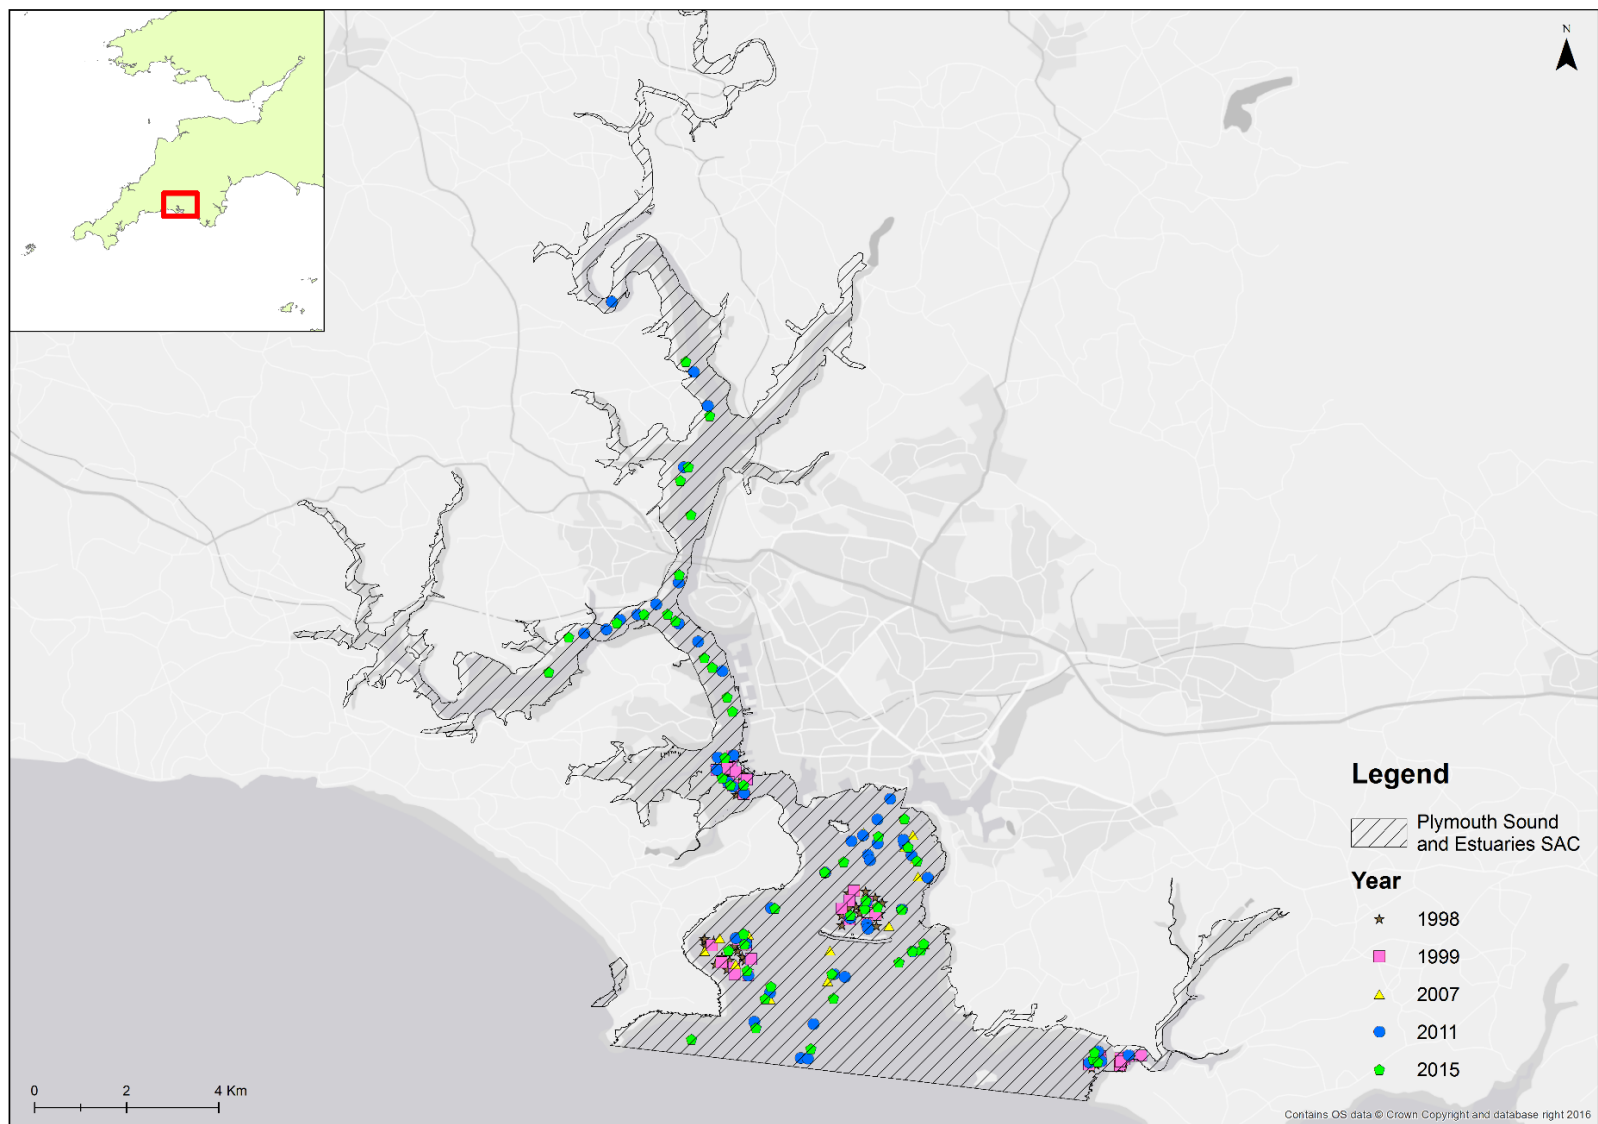 N
Legend
Plymouth Sound
and Estuaries SAC
Year
1998
1999
2007
2011
2015
0 2 4 Km
Contains OS data © Crown Copyright and database right 2016